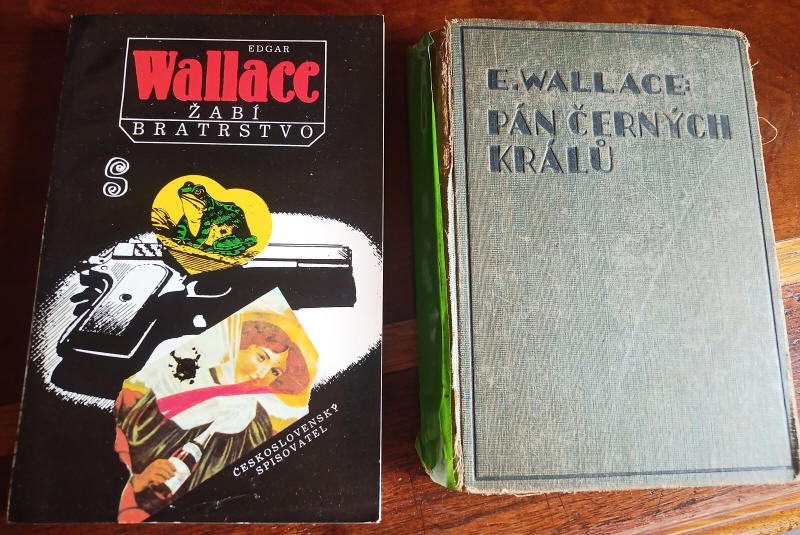 EDGAR
Wallace
ŽABÍ
BRATRSTVO
S
ČESKOSLOVENSKÝ
SPISOVATEL
E. WALLACE:
PÁN ČERNÝCH
KRÁLŮ